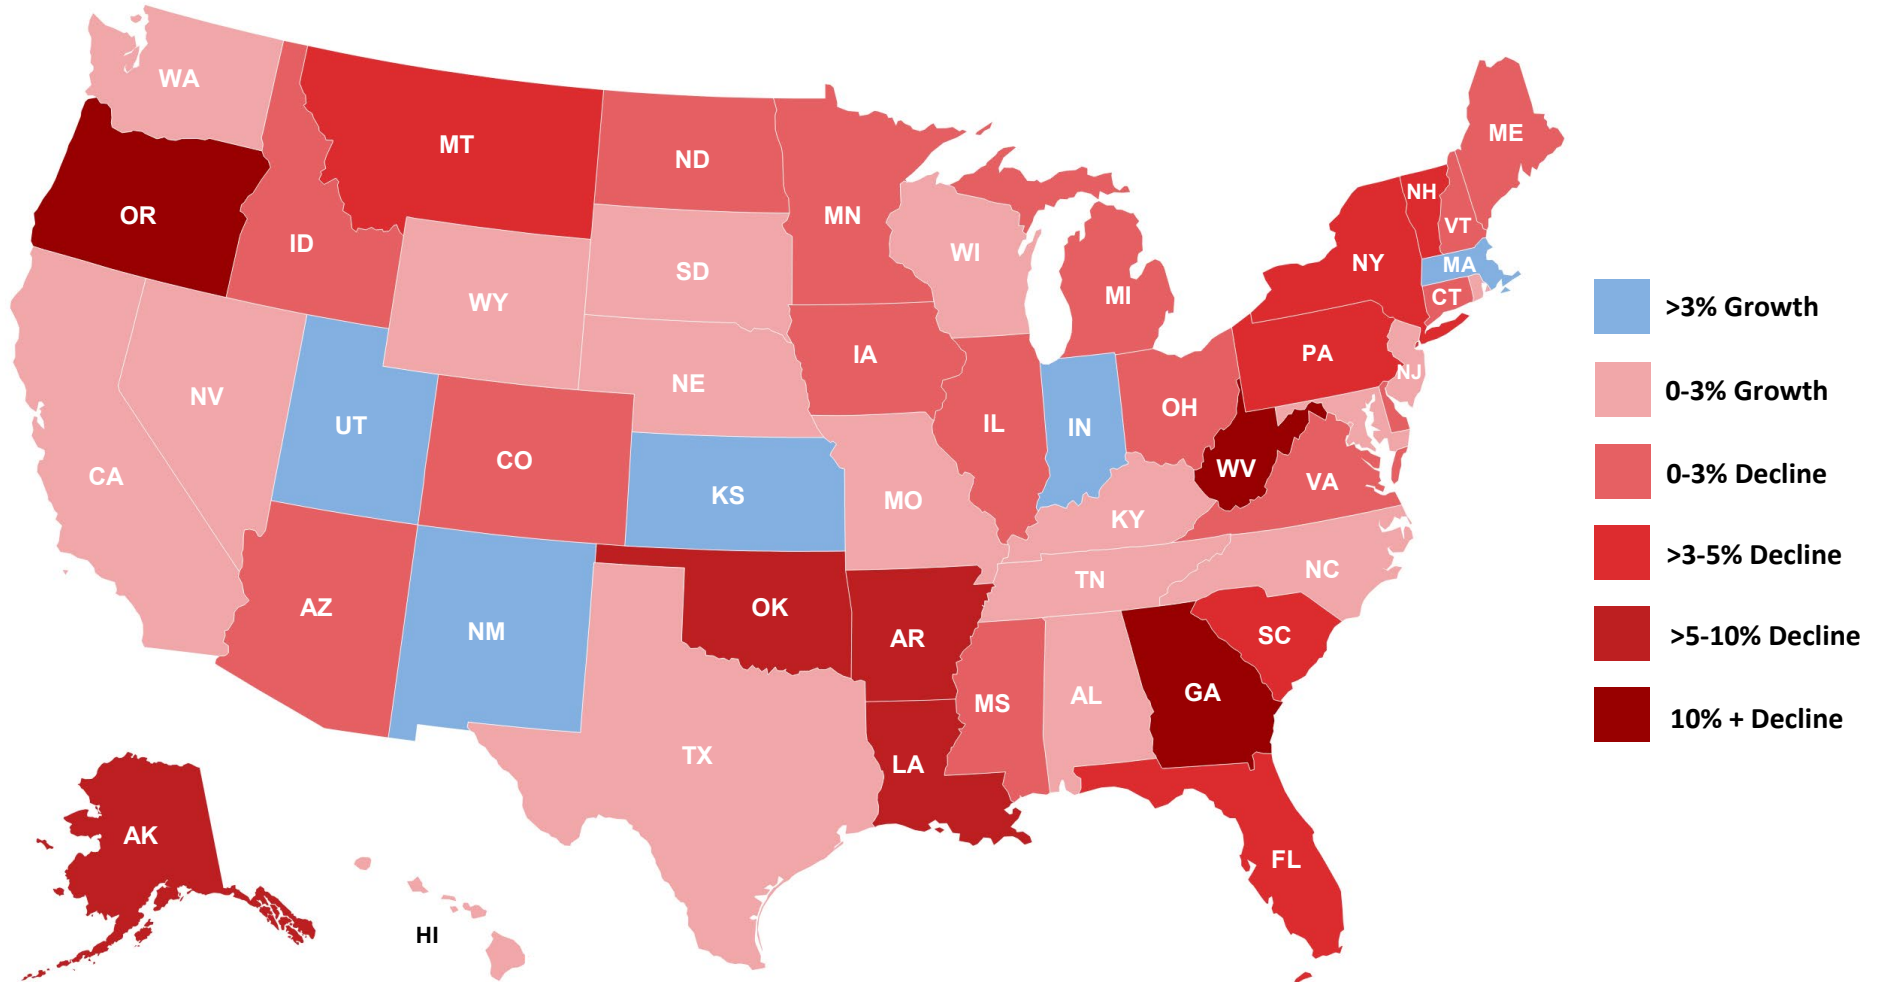 WA
MT
ND
ME
OR
ID
MN
NH
VT
WI
MA
NY
SD
WY
MI
CT
>3% Growth
IA
PA
NJ
NE
NV
0-3% Growth
UT
IL
IN
OH
CO
CA
KS
WV
VA
0-3% Decline
MO
KY
>3-5% Decline
TN
NC
AZ
OK
NM
AR
SC
>5-10% Decline
MS
AL
GA
10% + Decline
TX
LA
AK
FL
HI